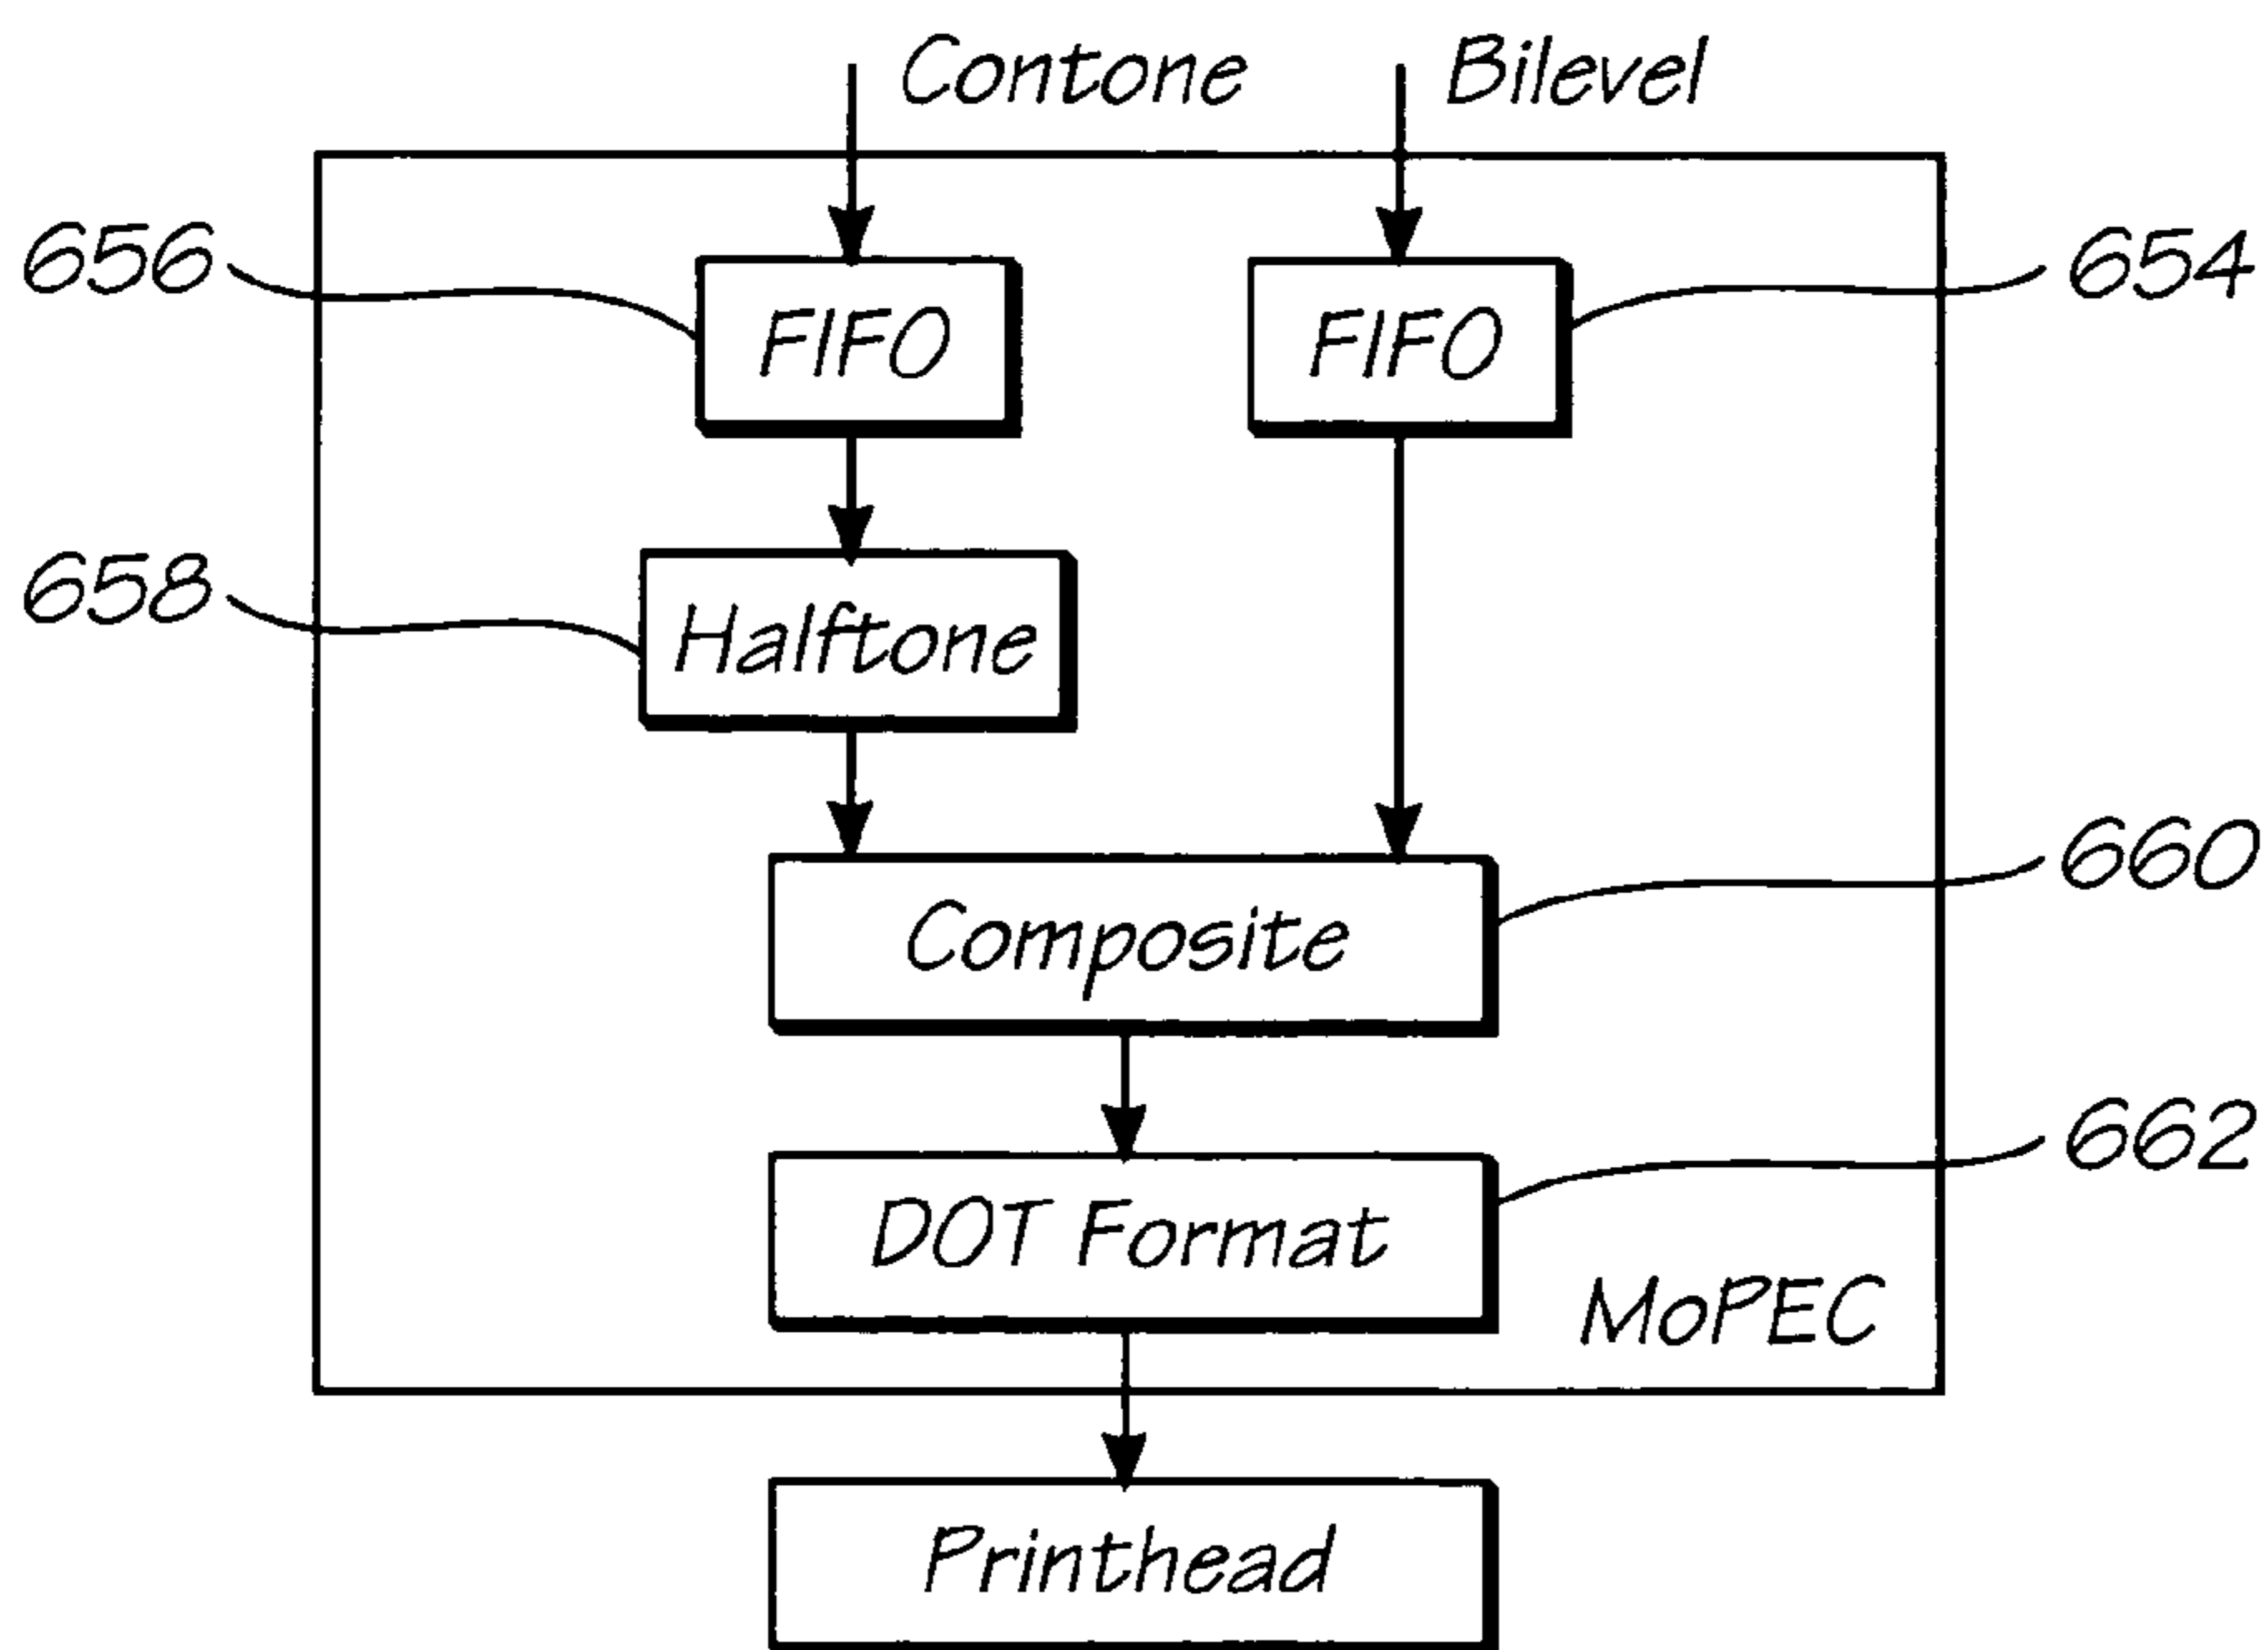 Contone
Bilevel
656
FIFO
FIFO
654
658
Halftone
Composite
660
DOT Format
662
MoPEC
Printhead